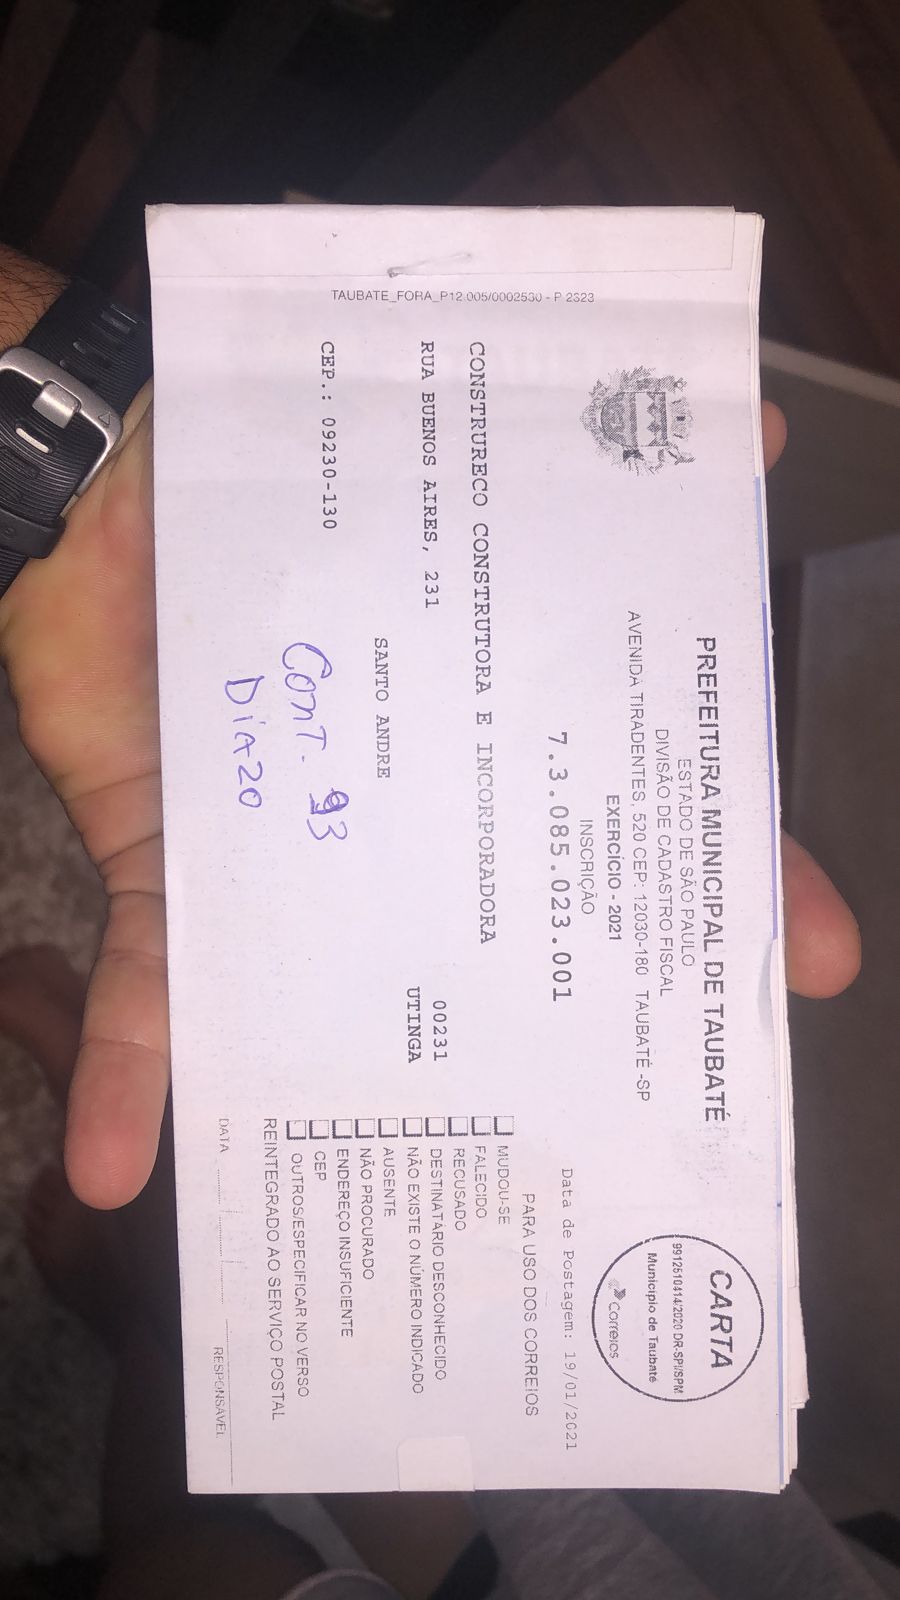 TAUBATE_FORA_P12.005/0002530 - P 2323
PREFEITURA MUNICIPAL DE TAUBATÉ
ESTADO DE SÃO PAULO
DIVISÃO DE CADASTRO FISCAL
AVENIDA TIRADENTES, 520 CEP: 12030-180 TAUBATÉ -SP
EXERCÍCIO - 2021
INSCRIÇÃO
7.3.085.023.001
CARTA
9912510414/2020 DR-SPI/SPM
Município de Taubaté
Correios
Data de Postagem: 19/01/2021
CONSTRURECO CONSTRUTORA E INCORPORADORA
RUA BUENOS AIRES, 231
00231
UTINGA
SANTO ANDRE
CEP.: 09230-130
CONT. 93
DIA 20
PARA USO DOS CORREIOS
MUDOU-SE
FALECIDO
RECUSADO
DESTINATÁRIO DESCONHECIDO
NÃO EXISTE O NÚMERO INDICADO
AUSENTE
NÃO PROCURADO
ENDEREÇO INSUFICIENTE
CEP
OUTROS/ESPECIFICAR NO VERSO
REINTEGRADO AO SERVIÇO POSTAL
DATA
RESPONSÁVEL